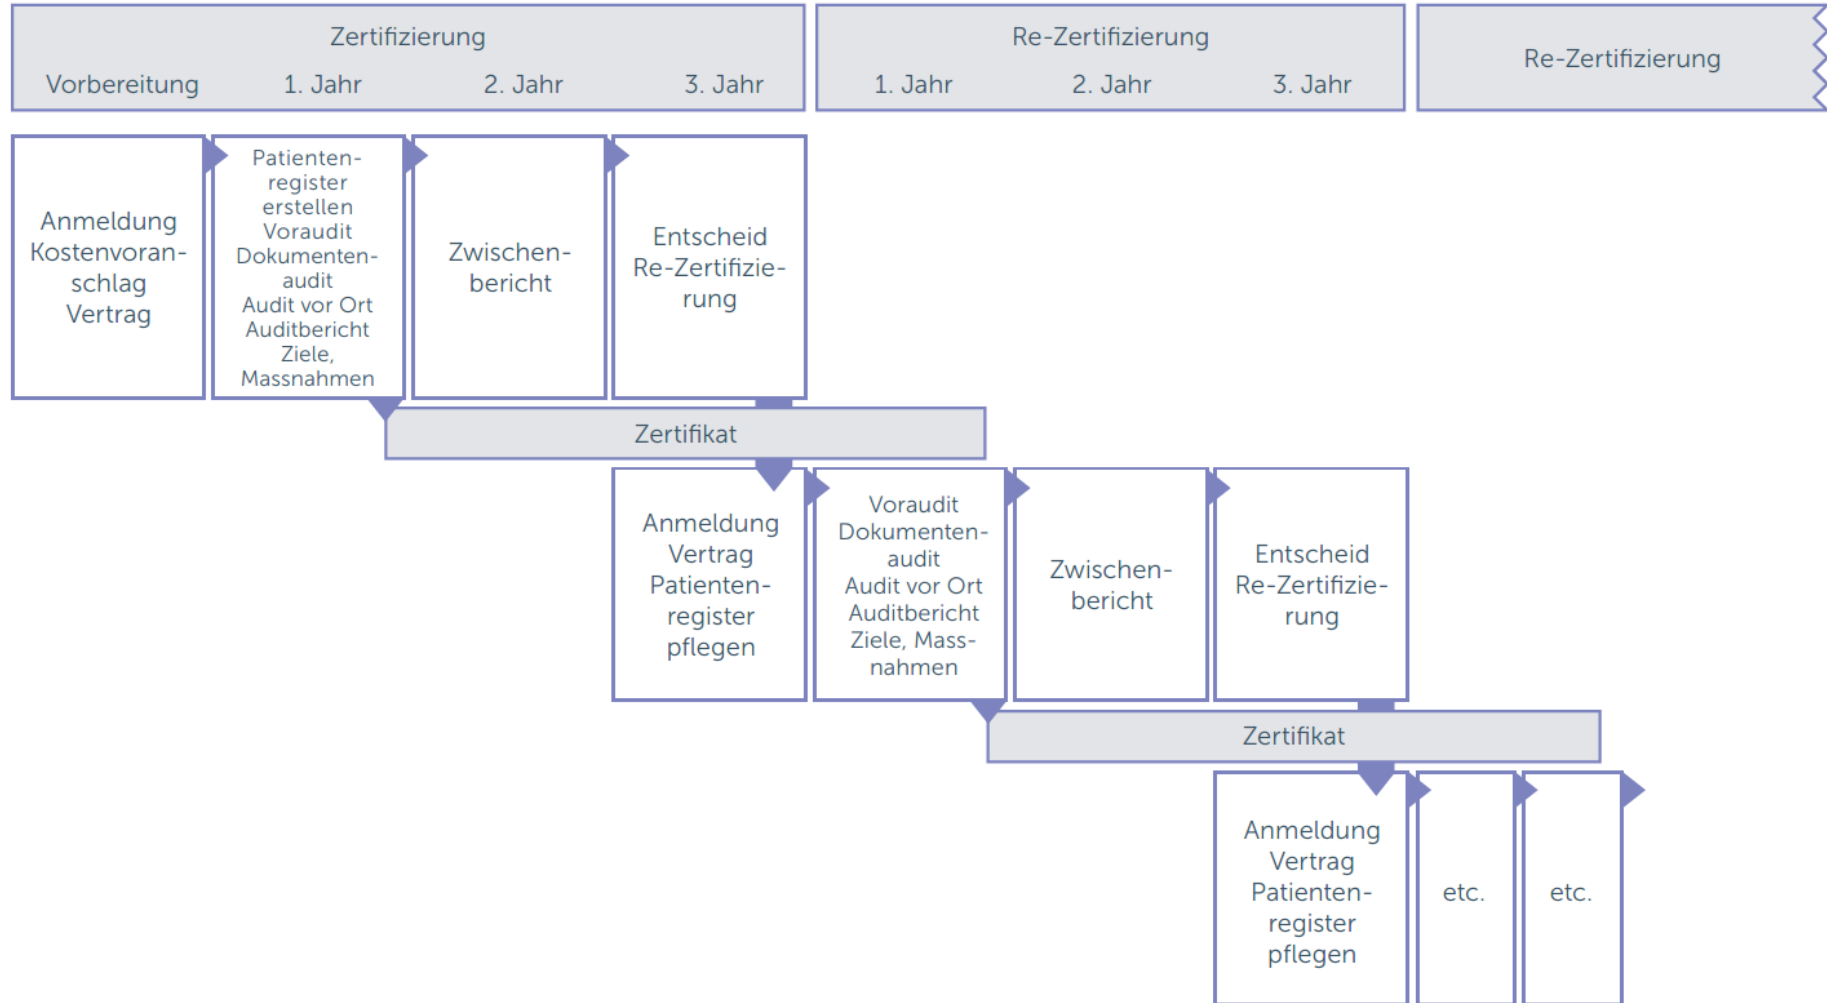 Zertifizierung
Vorbereitung
1. Jahr
2. Jahr
3. Jahr
Re-Zertifizierung
1. Jahr
2. Jahr
3. Jahr
Re-Zertifizierung
Anmeldung
Kostenvoran-
schlag
Vertrag
Patienten-
register
erstellen
Voraudit
Dokumenten-
audit
Audit vor Ort
Auditbericht
Ziele,
Massnahmen
Zwischen-
bericht
Entscheid
Re-Zertifizie-
rung
Zertifikat
Anmeldung
Vertrag
Patienten-
register
pflegen
Voraudit
Dokumenten-
audit
Audit vor Ort
Auditbericht
Ziele, Mass-
nahmen
Zwischen-
bericht
Entscheid
Re-Zertifizie-
rung
Zertifikat
Anmeldung
Vertrag
Patienten-
register
pflegen
etc.
etc.